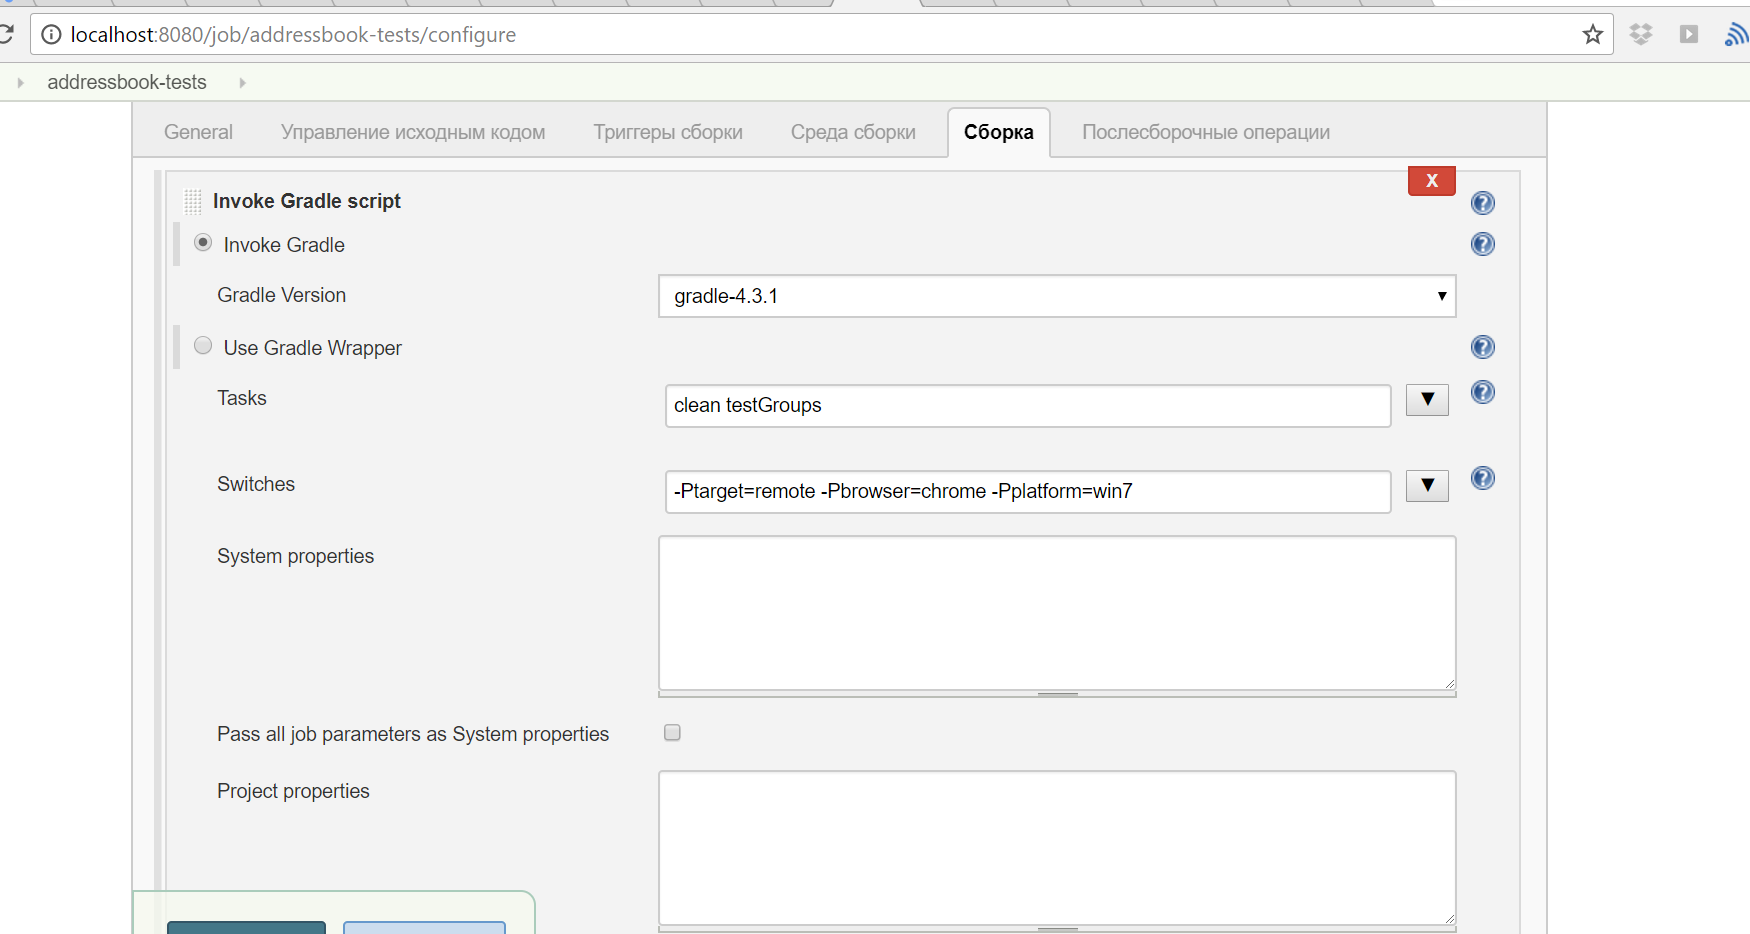 localhost:8080/job/addressbook-tests/configure
addressbook-tests
General Управление исходным кодом Триггеры сборки Среда сборки Сборка Послесборочные операции
X
Invoke Gradle script
Invoke Gradle
Gradle Version gradle-4.3.1
Use Gradle Wrapper
Tasks clean testGroups
Switches -Ptarget=remote -Pbrowser=chrome -Pplatform=win7
System properties
Pass all job parameters as System properties
Project properties